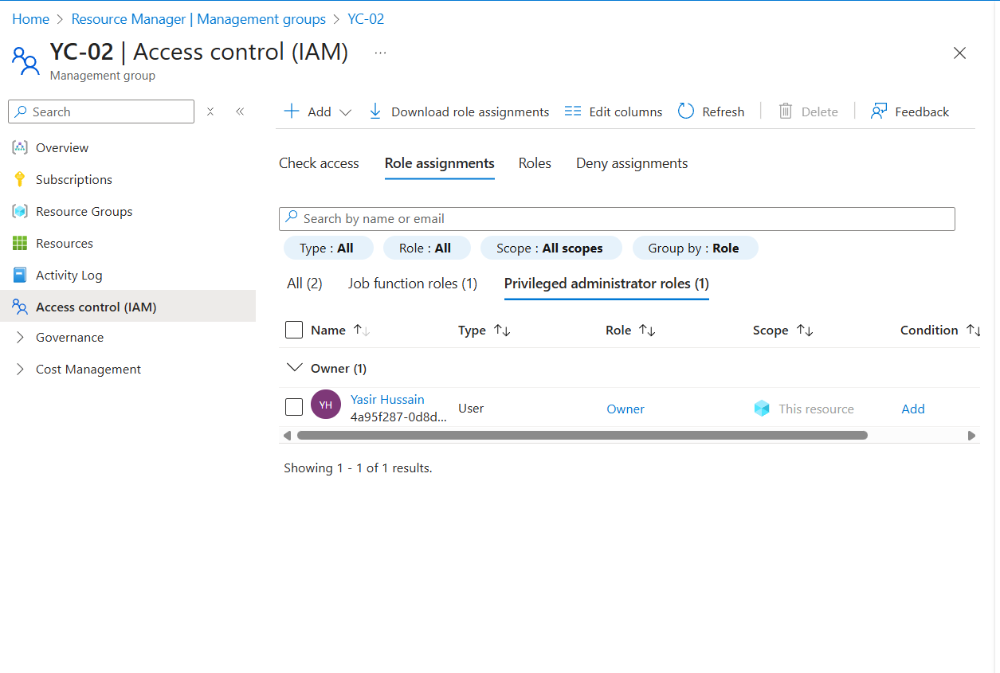 Home > Resource Manager | Management groups > YC-02
YC-02 | Access control (IAM) ...
Management group
Search
Overview
Subscriptions
Resource Groups
Resources
Activity Log
Access control (IAM)
Governance
Cost Management
Add Download role assignments Edit columns Refresh Delete Feedback
Check access Role assignments Roles Deny assignments
Search by name or email
Type : All Role : All Scope : All scopes Group by : Role
All (2) Job function roles (1) Privileged administrator roles (1)
Name Type Role Scope Condition
Owner (1)
YH Yasir Hussain User Owner This resource Add
4a95f287-0d8d...
Showing 1 - 1 of 1 results.